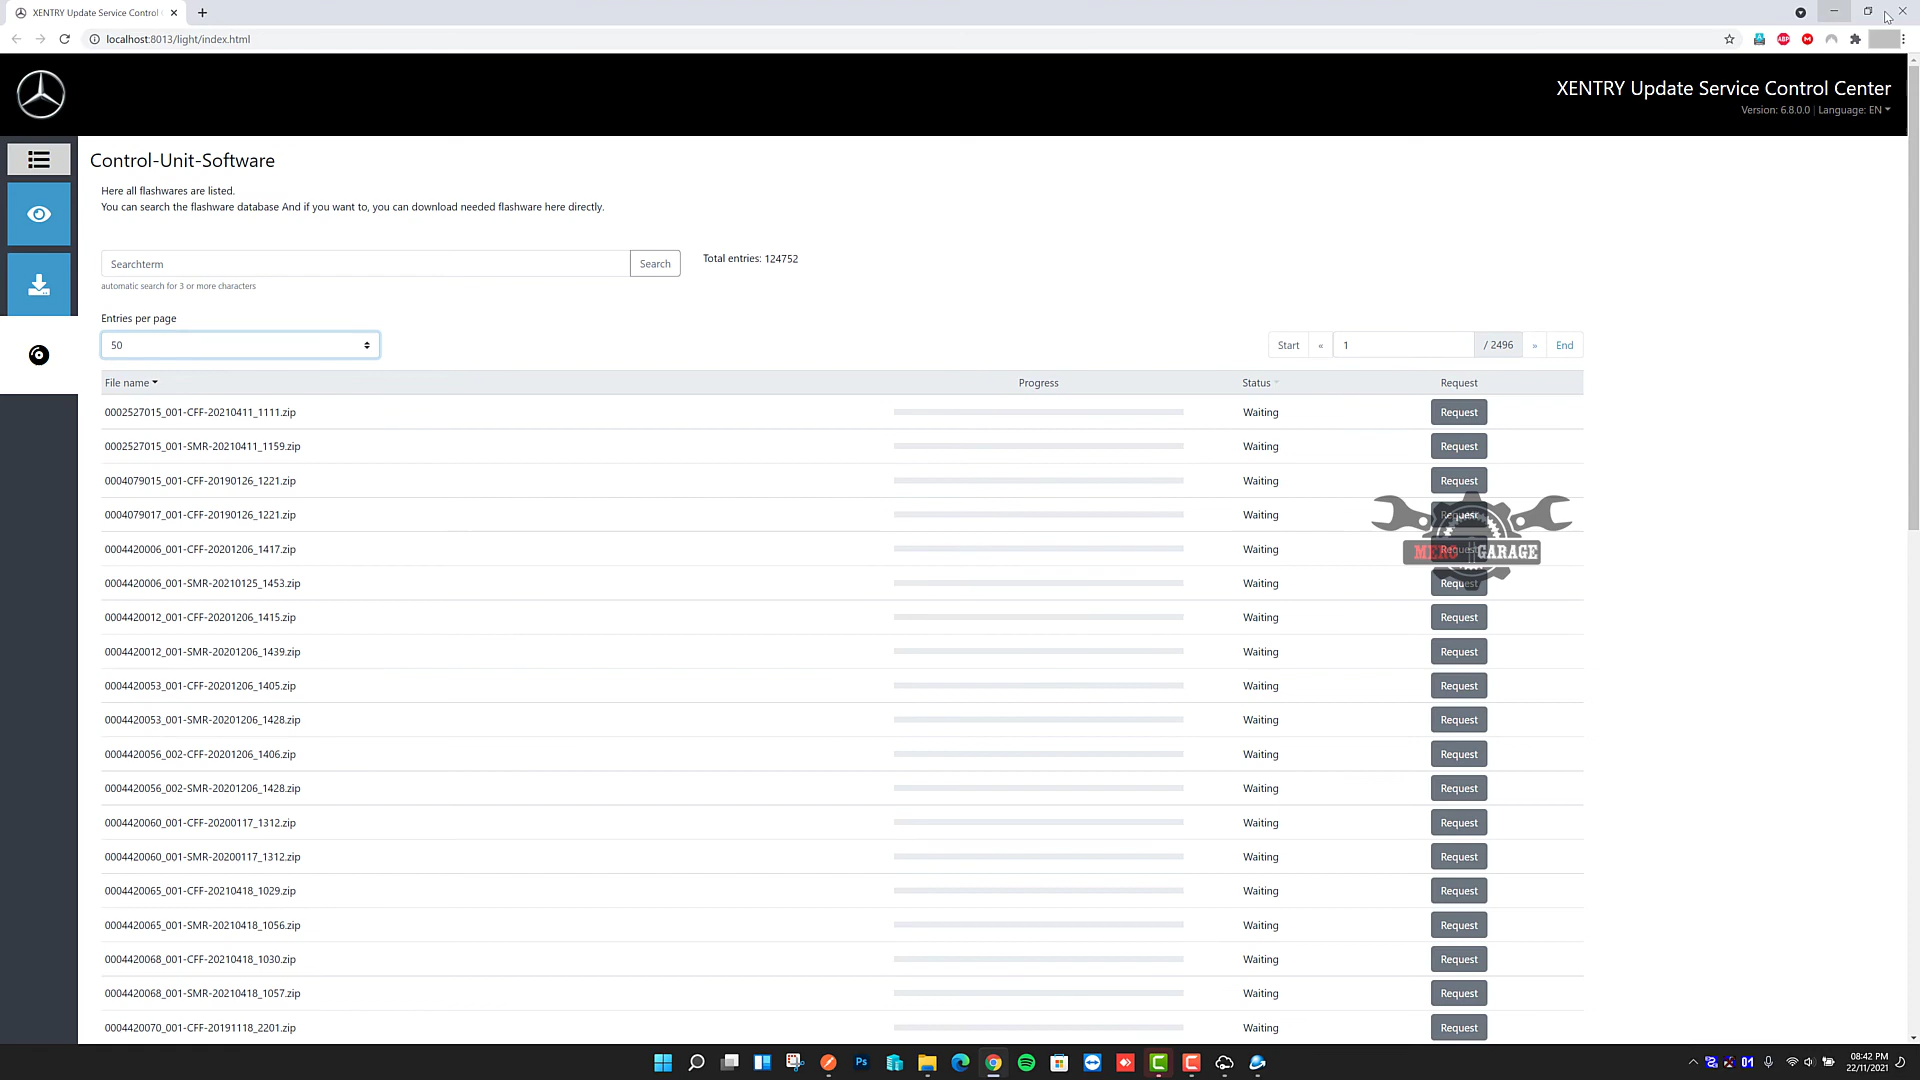 XENTRY Update Service Control
localhost:8013/light/index.html
ABP
XENTRY Update Service Control Center
Version: 6.8.0.0 | Language: EN
Control-Unit-Software
Here all flashwares are listed.
You can search the flashware database And if you want to, you can download needed flashware here directly.
Searchterm
Search
Total entries: 124752
automatic search for 3 or more characters
Entries per page
50
Start « 1 / 2496 » End
File name Progress Status Request
0002527015_001-CFF-20210411_1111.zip Waiting Request
0002527015_001-SMR-20210411_1159.zip Waiting Request
0004079015_001-CFF-20190126_1221.zip Waiting Request
0004079017_001-CFF-20190126_1221.zip Waiting Request
0004420006_001-CFF-20201206_1417.zip Waiting Request
MERC GARAGE
0004420006_001-SMR-20210125_1453.zip Waiting Request
0004420012_001-CFF-20201206_1415.zip Waiting Request
0004420012_001-SMR-20201206_1439.zip Waiting Request
0004420053_001-CFF-20201206_1405.zip Waiting Request
0004420053_001-SMR-20201206_1428.zip Waiting Request
0004420056_002-CFF-20201206_1406.zip Waiting Request
0004420056_002-SMR-20201206_1428.zip Waiting Request
0004420060_001-CFF-20200117_1312.zip Waiting Request
0004420060_001-SMR-20200117_1312.zip Waiting Request
0004420065_001-CFF-20210418_1029.zip Waiting Request
0004420065_001-SMR-20210418_1056.zip Waiting Request
0004420068_001-CFF-20210418_1030.zip Waiting Request
0004420068_001-SMR-20210418_1057.zip Waiting Request
0004420070_001-CFF-20191118_2201.zip Waiting Request
Ps
01
08:42 PM
22/11/2021